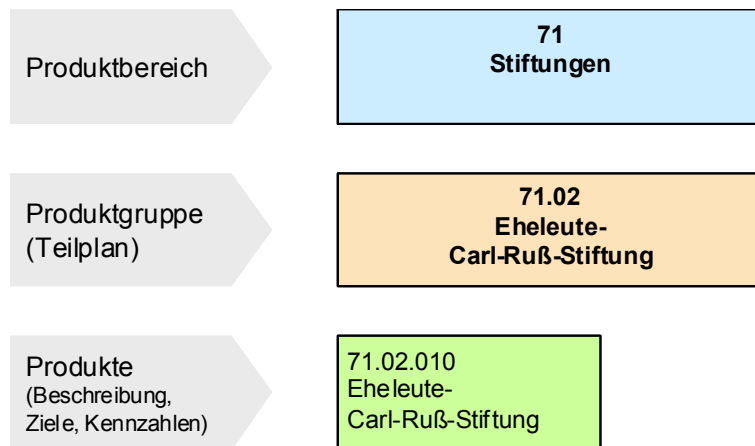 Produktbereich
71
Stiftungen
Produktgruppe
(Teilplan)
71.02
Eheleute-
Carl-Ruß-Stiftung
Produkte
(Beschreibung,
Ziele, Kennzahlen)
71.02.010
Eheleute-
Carl-Ruß-Stiftung